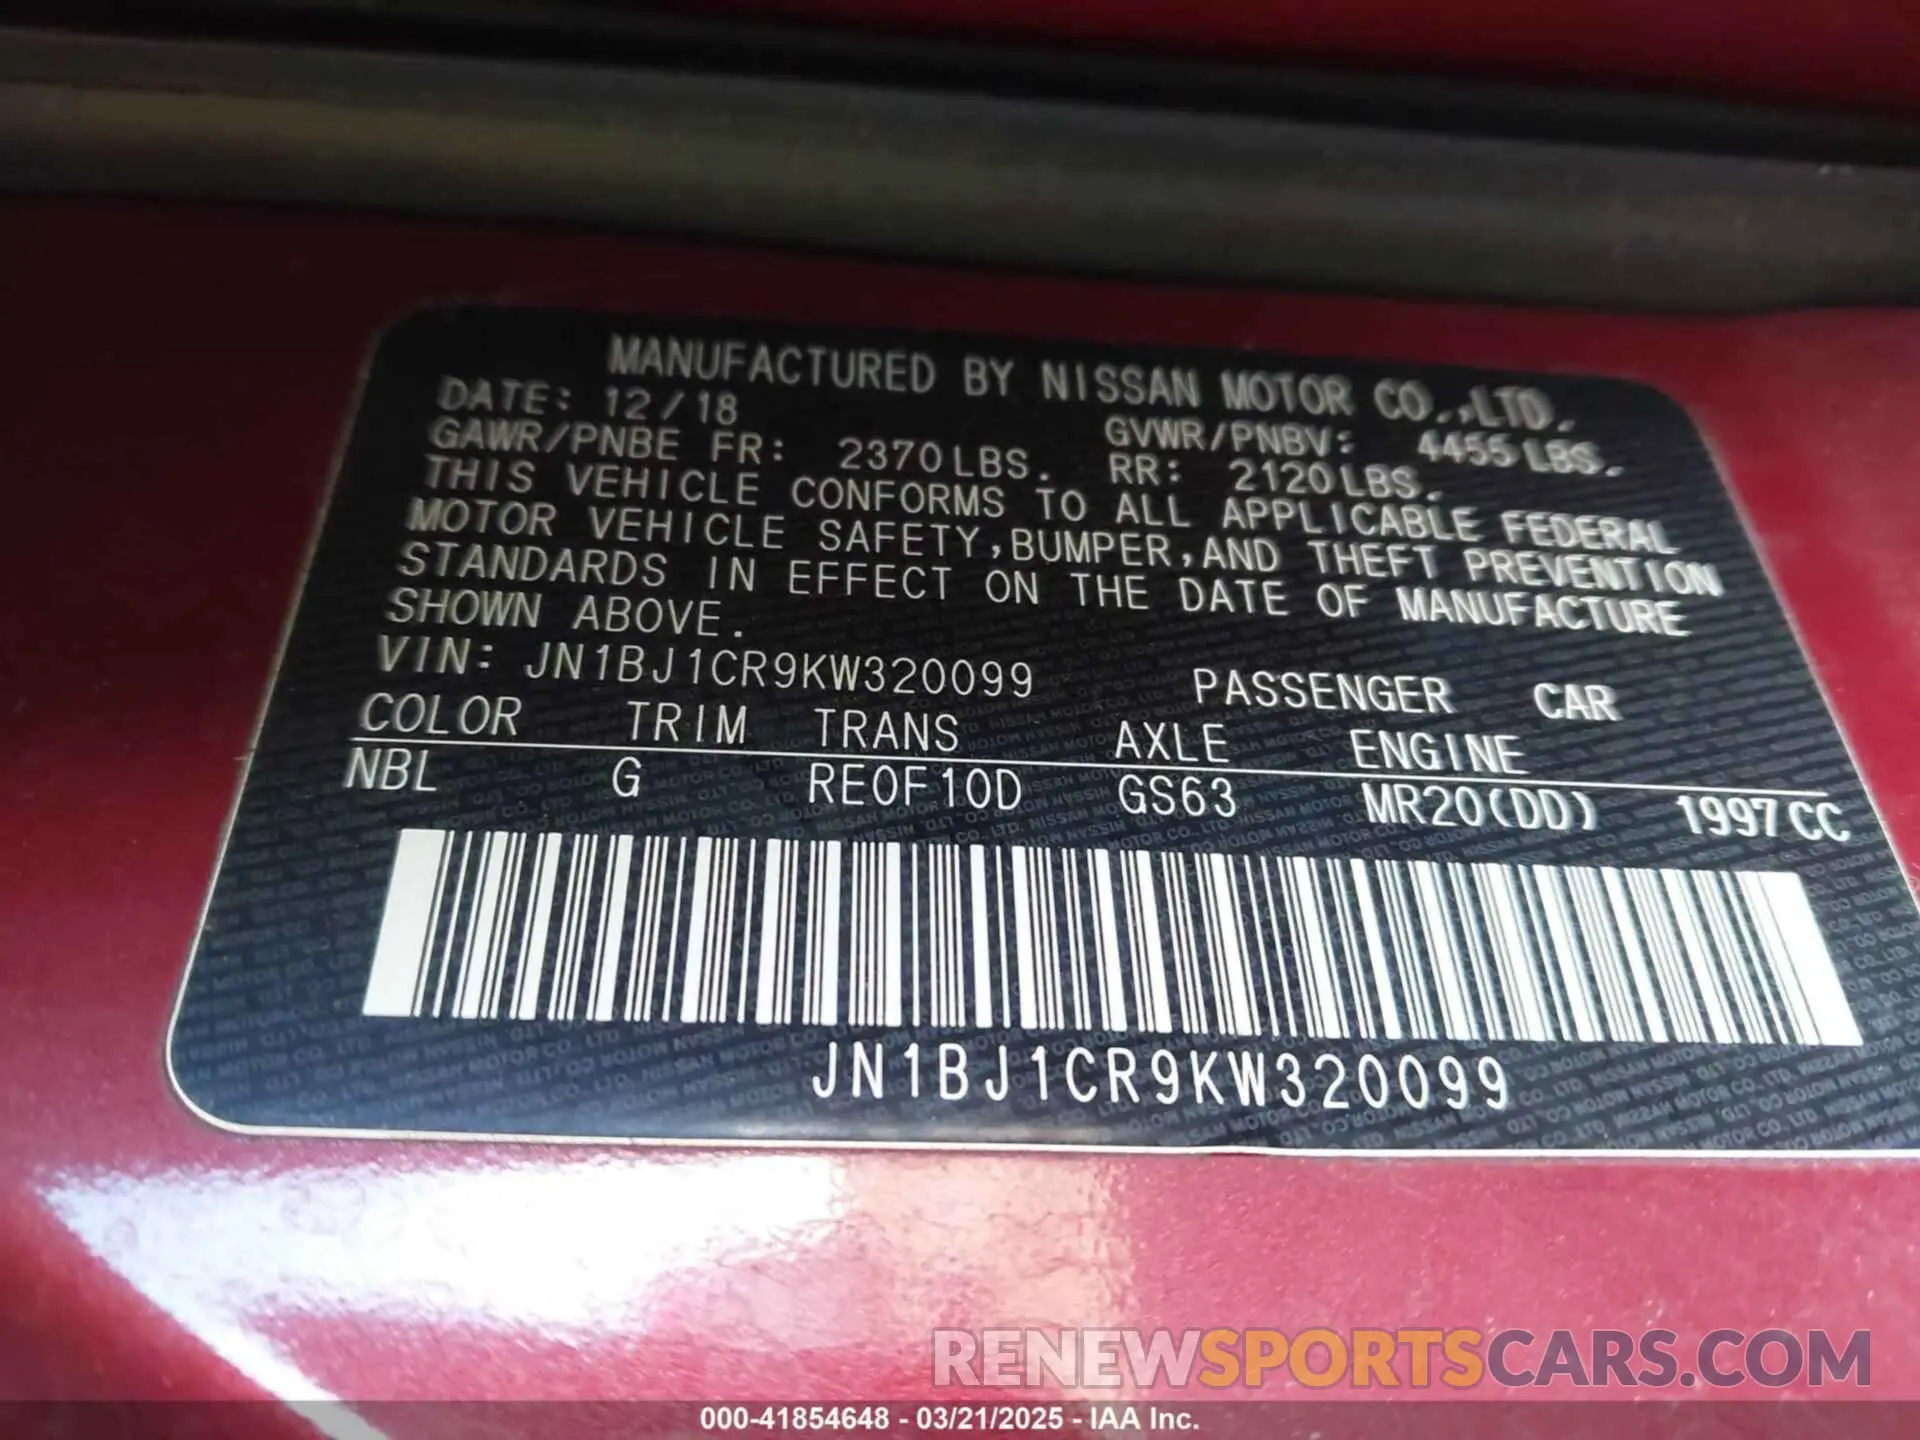 MANUFACTURED BY NISSAN MOTOR CO.,LTD.
DATE: 12/18
GVWR/PNBV: 4455LBS.
GAWR/PNBE FR: 2370LBS. RR: 2120LBS.
THIS VEHICLE CONFORMS TO ALL APPLICABLE FEDERAL
MOTOR VEHICLE SAFETY,BUMPER,AND THEFT PREVENTION
STANDARDS IN EFFECT ON THE DATE OF MANUFACTURE
SHOWN ABOVE.
VIN: JN1BJ1CR9KW320099 PASSENGER CAR
COLOR TRIM TRANS AXLE ENGINE
NBL G RE0F10D GS63 MR20(DD) 1997CC
JN1BJ1CR9KW320099
RENEWSPORTSCARS.COM
000-41854648 - 03/21/2025 - IAA Inc.